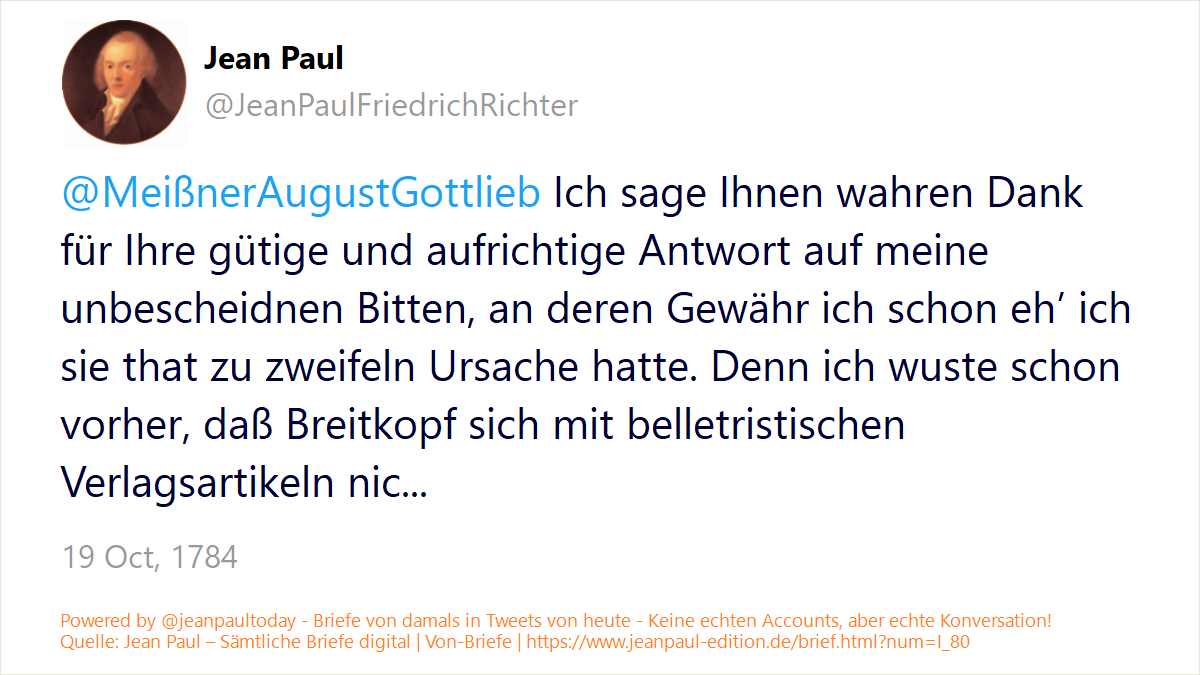 Jean Paul
@JeanPaulFriedrichRichter
@MeißnerAugustGottlieb Ich sage Ihnen wahren Dank
für Ihre gütige und aufrichtige Antwort auf meine
unbescheidnen Bitten, an deren Gewähr ich schon eh’ ich
sie that zu zweifeln Ursache hatte. Denn ich wuste schon
vorher, daß Breitkopf sich mit belletristischen
Verlagsartikeln nic...
19 Oct, 1784
Powered by @jeanpaultoday - Briefe von damals in Tweets von heute - Keine echten Accounts, aber echte Konversation!
Quelle: Jean Paul – Sämtliche Briefe digital | Von-Briefe | https://www.jeanpaul-edition.de/brief.html?num=I_80